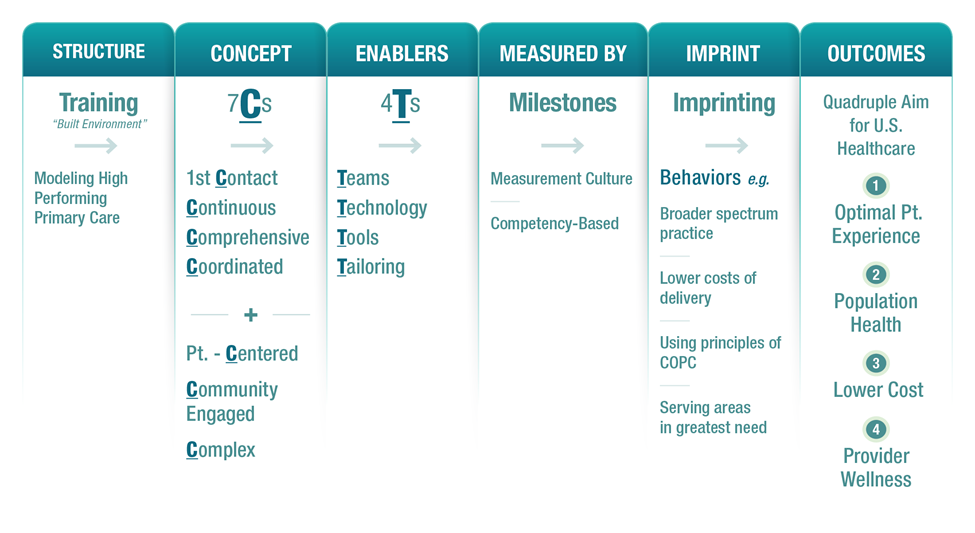 STRUCTURE
Training
“Built Environment”
Modeling High
Performing
Primary Care
CONCEPT
7Cs
1st Contact
Continuous
Comprehensive
Coordinated
+
Pt. - Centered
Community
Engaged
Complex
ENABLERS
4Ts
Teams
Technology
Tools
Tailoring
MEASURED BY
Milestones
Measurement Culture
Competency-Based
IMPRINT
Imprinting
Behaviors e.g.
Broader spectrum
practice
Lower costs of
delivery
Using principles of
COPC
Serving areas
in greatest need
OUTCOMES
Quadruple Aim
for U.S.
Healthcare
1
Optimal Pt.
Experience
2
Population
Health
3
Lower Cost
4
Provider
Wellness